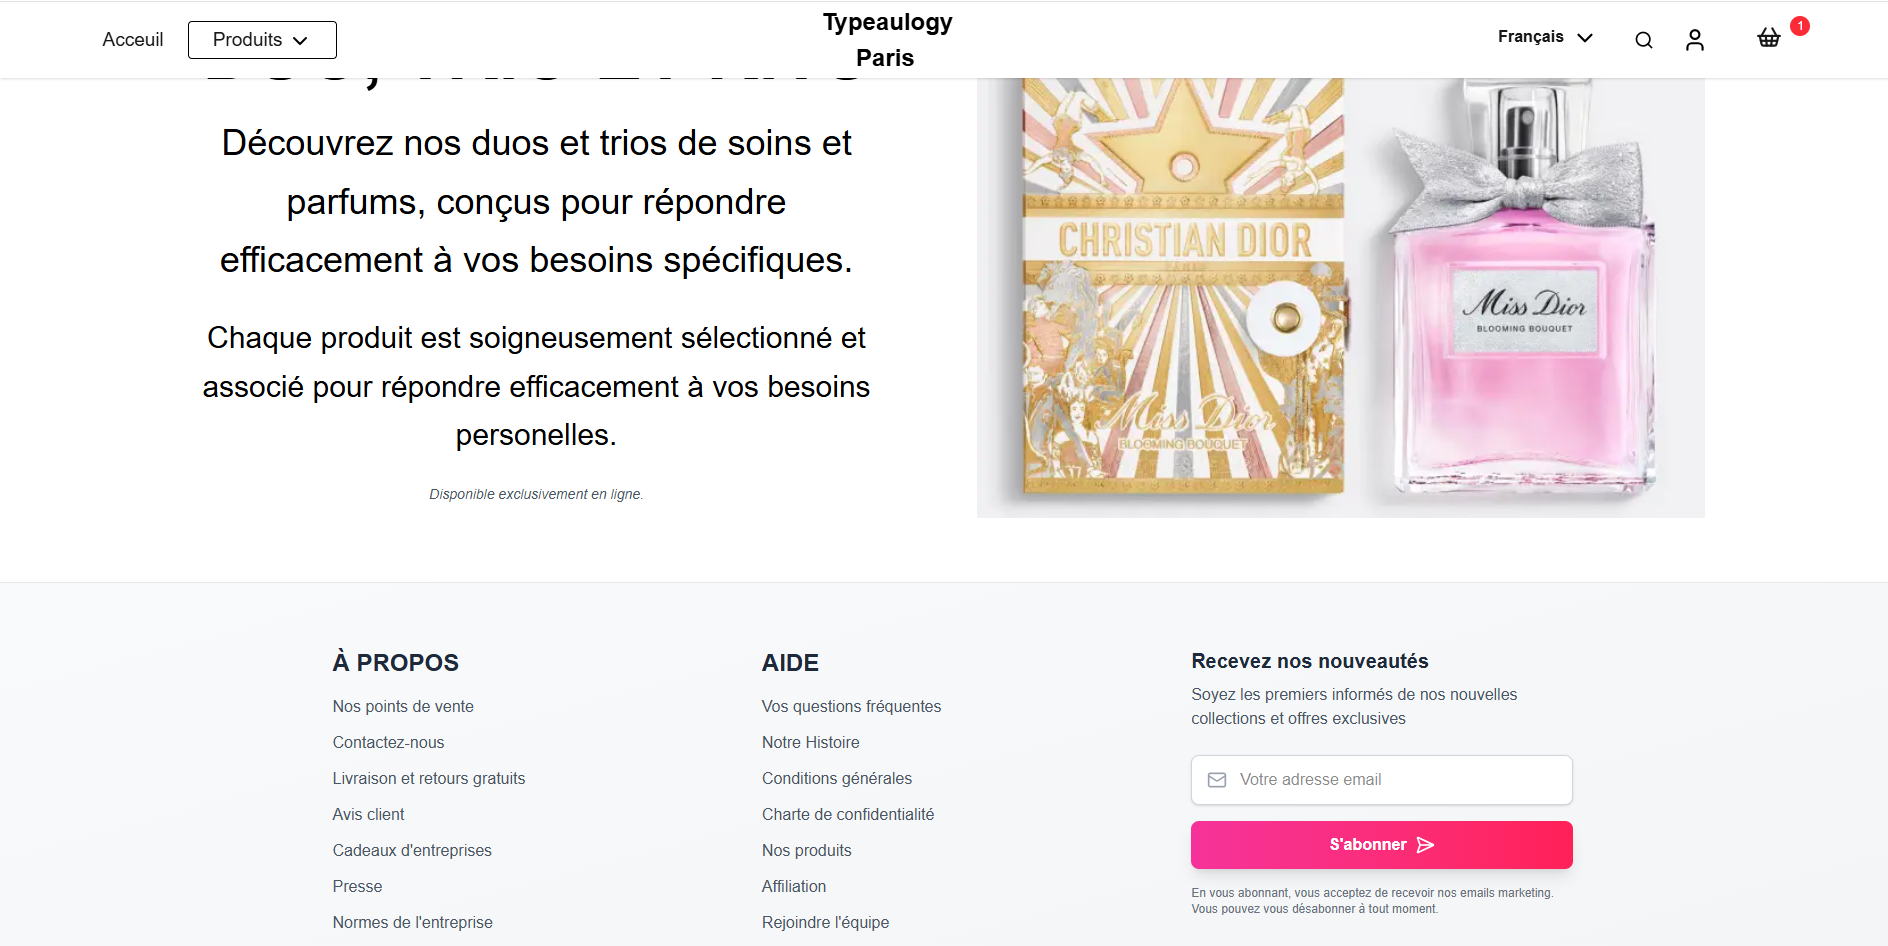 Acceuil
Produits
Typeaulogy
Paris
Français
1
Découvrez nos duos et trios de soins et
parfums, conçus pour répondre
efficacement à vos besoins spécifiques.
Chaque produit est soigneusement sélectionné et
associé pour répondre efficacement à vos besoins
personelles.
Disponible exclusivement en ligne.
CHRISTIAN DIOR
PARIS
Miss Dior
BLOOMING BOUQUET
Miss Dior
BLOOMING BOUQUET
À PROPOS
Nos points de vente
Contactez-nous
Livraison et retours gratuits
Avis client
Cadeaux d'entreprises
Presse
Normes de l'entreprise
AIDE
Vos questions fréquentes
Notre Histoire
Conditions générales
Charte de confidentialité
Nos produits
Affiliation
Rejoindre l'équipe
Recevez nos nouveautés
Soyez les premiers informés de nos nouvelles
collections et offres exclusives
Votre adresse email
S'abonner
En vous abonnant, vous acceptez de recevoir nos emails marketing.
Vous pouvez vous désabonner à tout moment.